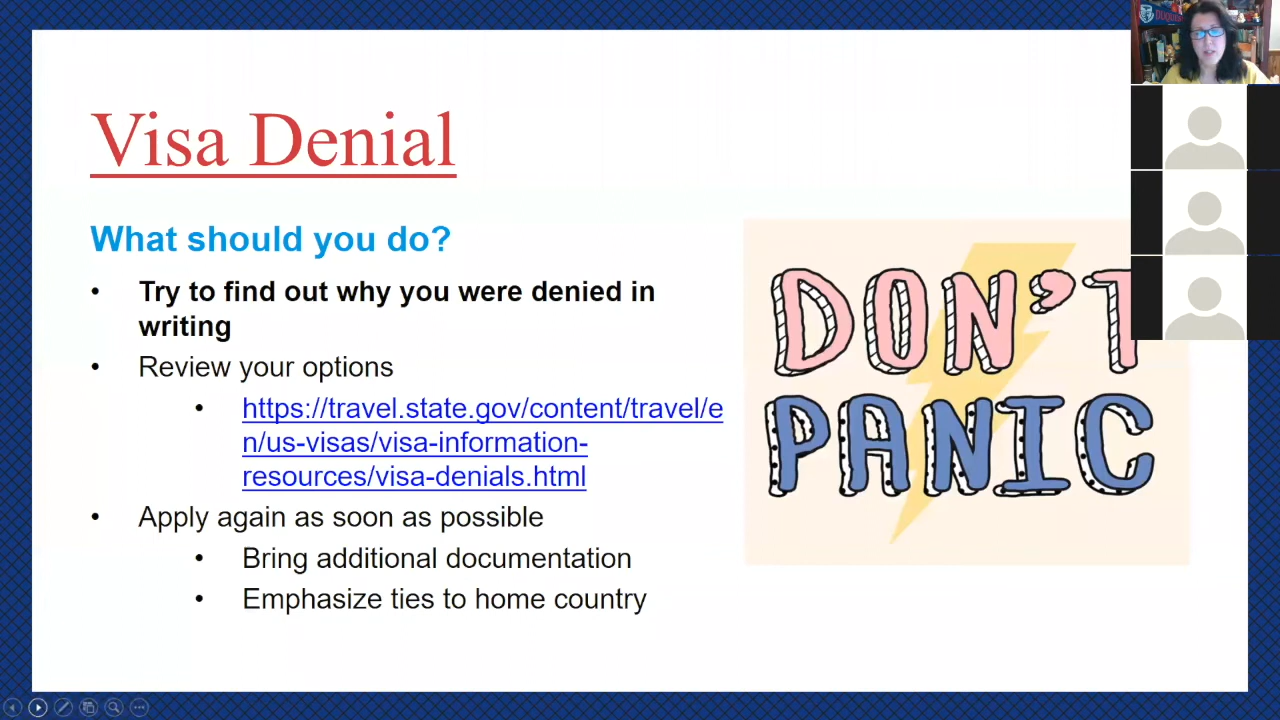 Visa Denial
What should you do?
• Try to find out why you were denied in
writing
• Review your options
• https://travel.state.gov/content/travel/e
n/us-visas/visa-information-
resources/visa-denials.html
• Apply again as soon as possible
• Bring additional documentation
• Emphasize ties to home country
DON'T
PANIC